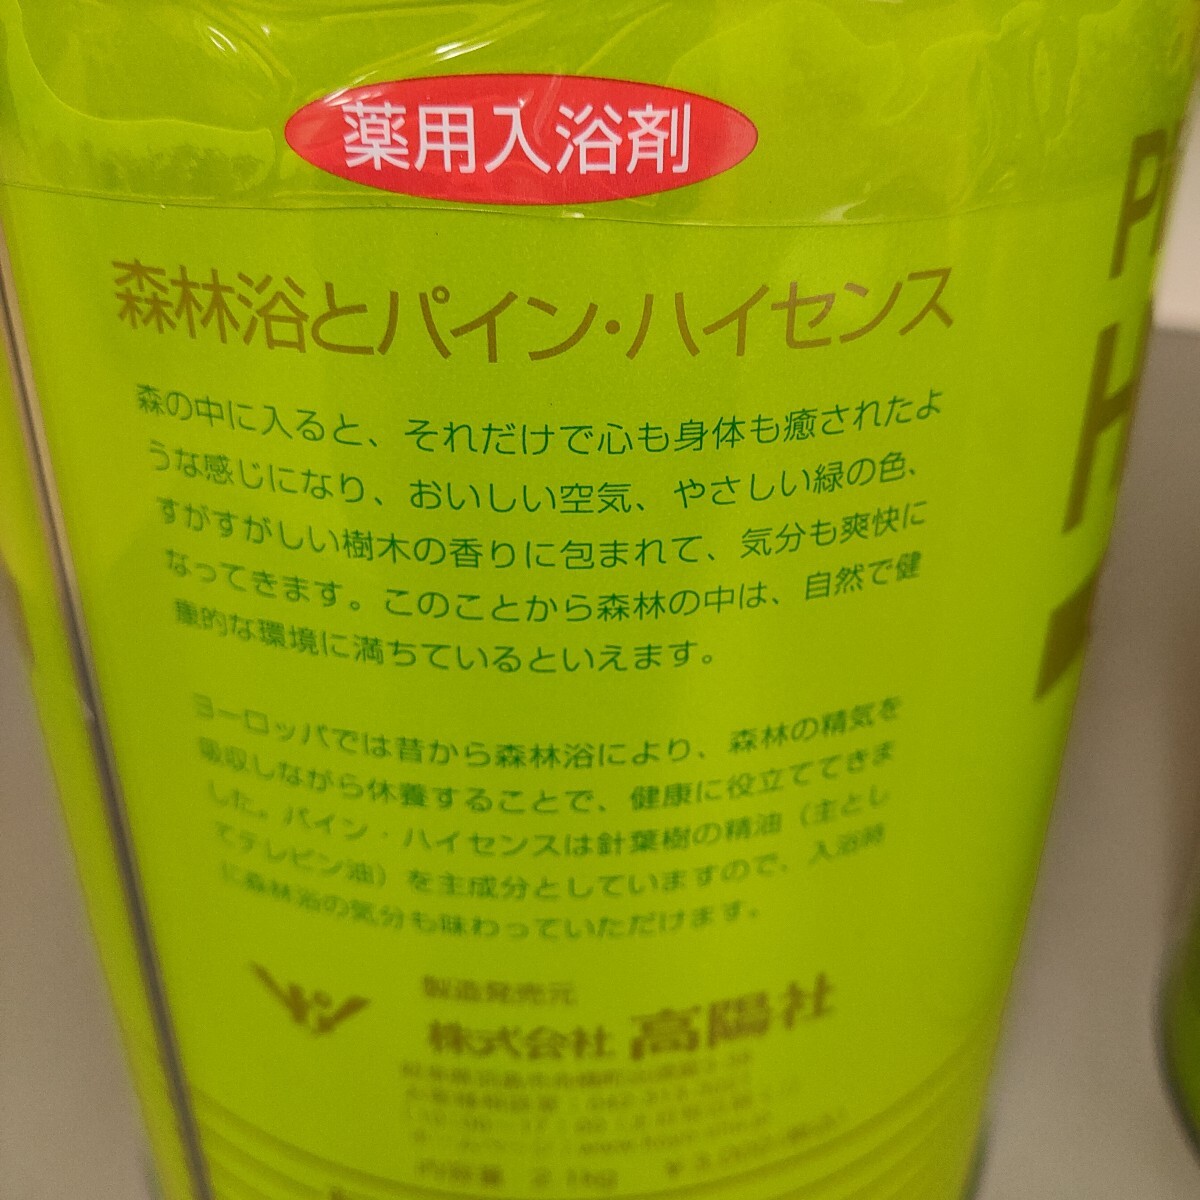 薬用入浴剤
森林浴とパイン・ハイセンス
森の中に入ると、それだけで心も身体も癒されたよ
うな感じになり、おいしい空気、やさしい緑の色、
すがすがしい樹木の香りに包まれて、気分も爽快に
なってきます。このことから森林の中は、自然で健
康的な環境に満ちているといえます。
ヨーロッパでは昔から森林浴により、森林の精気を
吸収しながら休養することで、健康に役立ててきま
した。パイン・ハイセンスは針葉樹の精油（主とし
てテレビン油）を主成分としていますので、入浴時
に森林浴の気分も味わっていただけます。
製造発売元
株式会社 高陽社
内容量 2.1kg
P
H